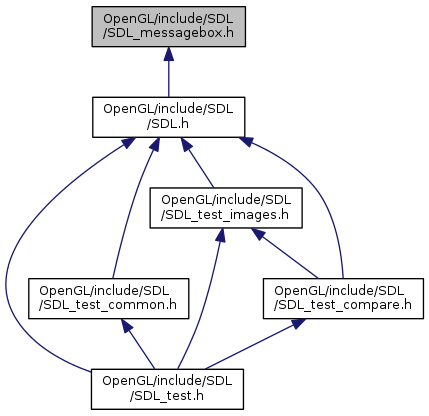 OpenGL/include/SDL
/SDL_messagebox.h
OpenGL/include/SDL
/SDL.h
OpenGL/include/SDL
/SDL_test_images.h
OpenGL/include/SDL
/SDL_test_common.h
OpenGL/include/SDL
/SDL_test_compare.h
OpenGL/include/SDL
/SDL_test.h